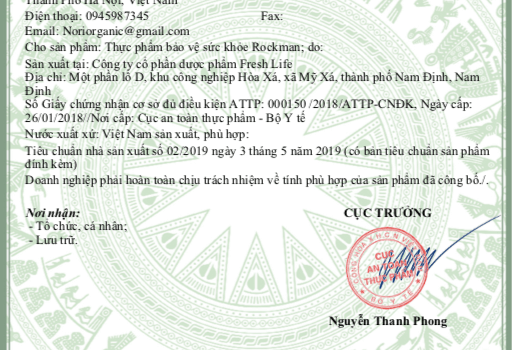 Thành Phố Hà Nội, Việt Nam
Điện thoại: 0945987345 Fax:
Email: Noriorganic@gmail.com
Cho sản phẩm: Thực phẩm bảo vệ sức khỏe Rockman; do:
Sản xuất tại: Công ty cổ phần dược phẩm Fresh Life
Địa chỉ: Một phần lô D, khu công nghiệp Hòa Xá, xã Mỹ Xá, thành phố Nam Định, Nam
Định
Số Giấy chứng nhận cơ sở đủ điều kiện ATTP: 000150 /2018/ATTP-CNĐK, Ngày cấp:
26/01/2018//Nơi cấp: Cục an toàn thực phẩm - Bộ Y tế
Nước xuất xứ: Việt Nam sản xuất, phù hợp:
Tiêu chuẩn nhà sản xuất số 02/2019 ngày 3 tháng 5 năm 2019 (có bản tiêu chuẩn sản phẩm
đính kèm)
Doanh nghiệp phải hoàn toàn chịu trách nhiệm về tính phù hợp của sản phẩm đã công bố./.
Nơi nhận:
- Tổ chức, cá nhân;
- Lưu trữ.
CỤC TRƯỞNG
CỘNG HÒA X.H.C.N VIỆT
CỤC
AN TOÀN
THỰC PHẨM
BỘ Y TẾ
Nguyễn Thanh Phong